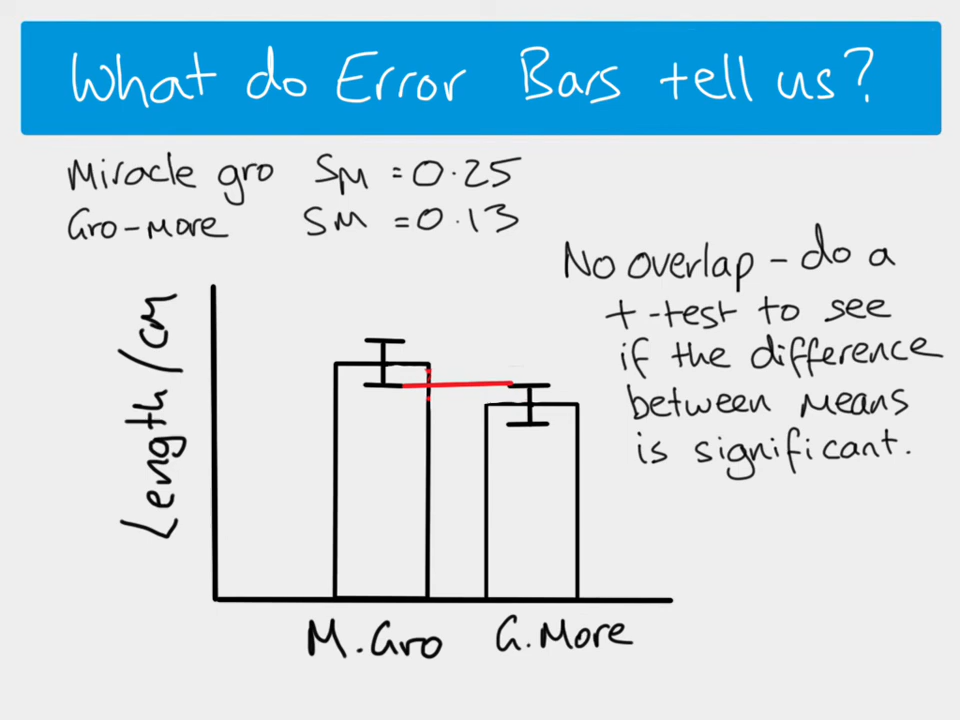 What do Error Bars tell us?
Miracle gro SM = 0.25
Gro-More SM = 0.13
No overlap - do a
t-test to see
if the difference
between means
is significant.
Length/cm
M.Gro G.More